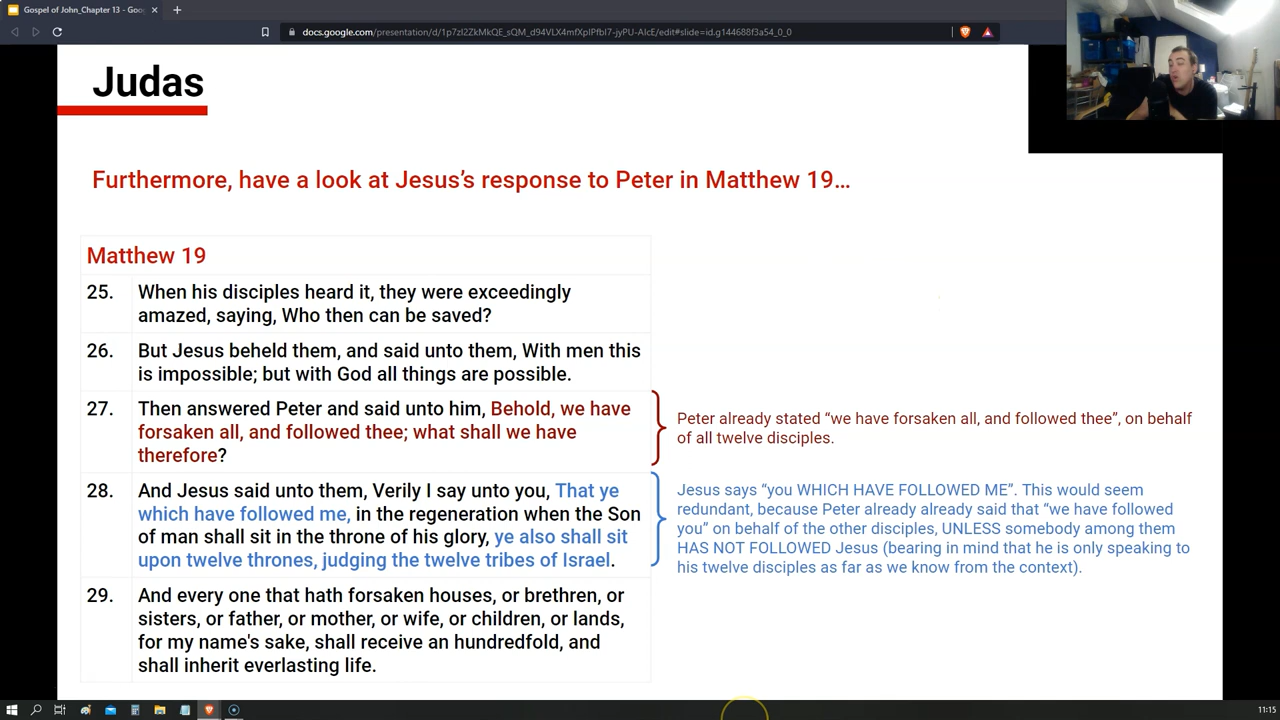 Gospel of John_Chapter 13 - Goo
docs.google.com/presentation/d/1p7zI2ZkMkQE_sQM_d94VLX4mfXpIPfbI7-jyPU-AIcE/edit#slide=id.g144688f3a54_0_0
Judas
Furthermore, have a look at Jesus’s response to Peter in Matthew 19…
Matthew 19
25. When his disciples heard it, they were exceedingly
amazed, saying, Who then can be saved?
26. But Jesus beheld them, and said unto them, With men this
is impossible; but with God all things are possible.
27. Then answered Peter and said unto him, Behold, we have
forsaken all, and followed thee; what shall we have
therefore?
Peter already stated “we have forsaken all, and followed thee”, on behalf
of all twelve disciples.
28. And Jesus said unto them, Verily I say unto you, That ye
which have followed me, in the regeneration when the Son
of man shall sit in the throne of his glory, ye also shall sit
upon twelve thrones, judging the twelve tribes of Israel.
Jesus says “you WHICH HAVE FOLLOWED ME”. This would seem
redundant, because Peter already already said that “we have followed
you” on behalf of the other disciples, UNLESS somebody among them
HAS NOT FOLLOWED Jesus (bearing in mind that he is only speaking to
his twelve disciples as far as we know from the context).
29. And every one that hath forsaken houses, or brethren, or
sisters, or father, or mother, or wife, or children, or lands,
for my name's sake, shall receive an hundredfold, and
shall inherit everlasting life.
11:15